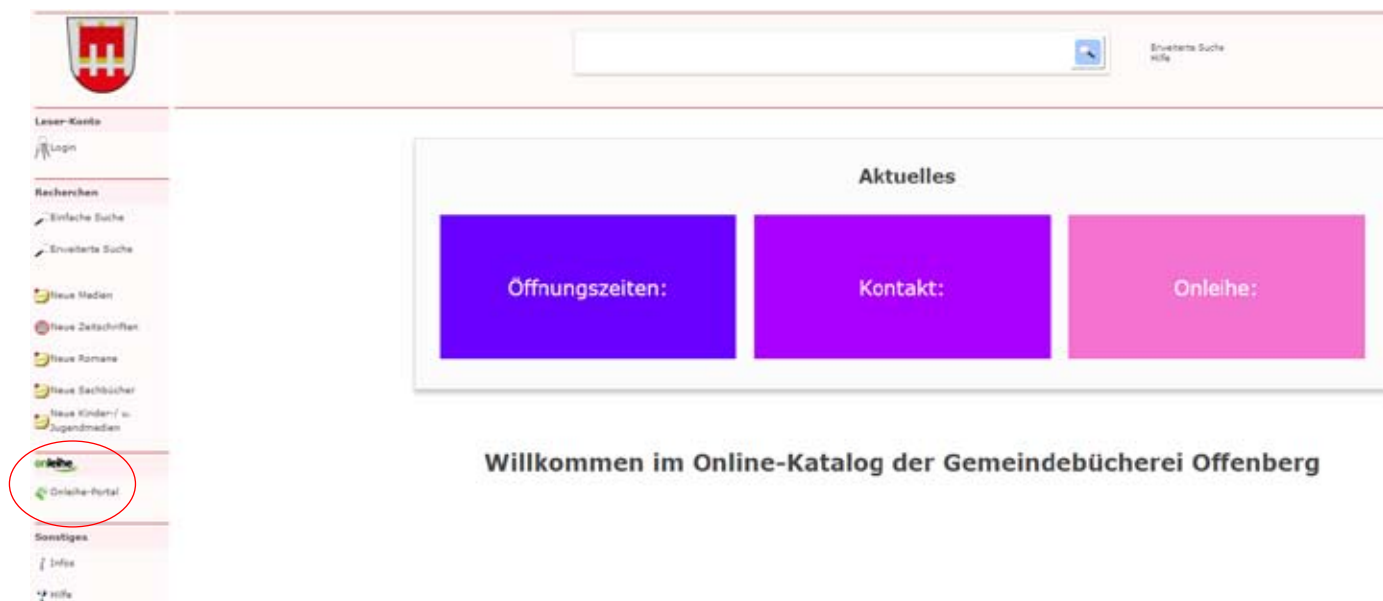 Erweiterte Suche
Hilfe
Leser-Konto
Login
Recherchen
Einfache Suche
Erweiterte Suche
Neue Medien
Neue Zeitschriften
Neue Romane
Neue Sachbücher
Neue Kinder-/ u.
Jugendmedien
onleihe
Onleihe-Portal
Sonstiges
Infos
Hilfe
Aktuelles
Öffnungszeiten:
Kontakt:
Onleihe:
Willkommen im Online-Katalog der Gemeindebücherei Offenberg